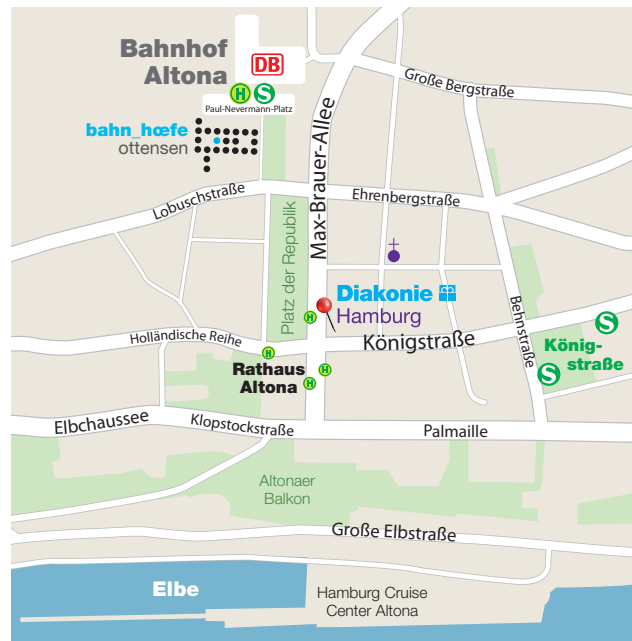 Bahnhof
Altona
DB
H
S
Paul-Nevermann-Platz
bahn_hœfe
ottensen
Große Bergstraße
Max-Brauer-Allee
Lobuschstraße
Ehrenbergstraße
Platz der Republik
Diakonie
Hamburg
H
Behnstraße
Holländische Reihe
H
Königstraße
S
König-
straße
S
Rathaus
Altona
H
H
Elbchaussee
Klopstockstraße
Palmaille
Altonaer
Balkon
Große Elbstraße
Elbe
Hamburg Cruise
Center Altona